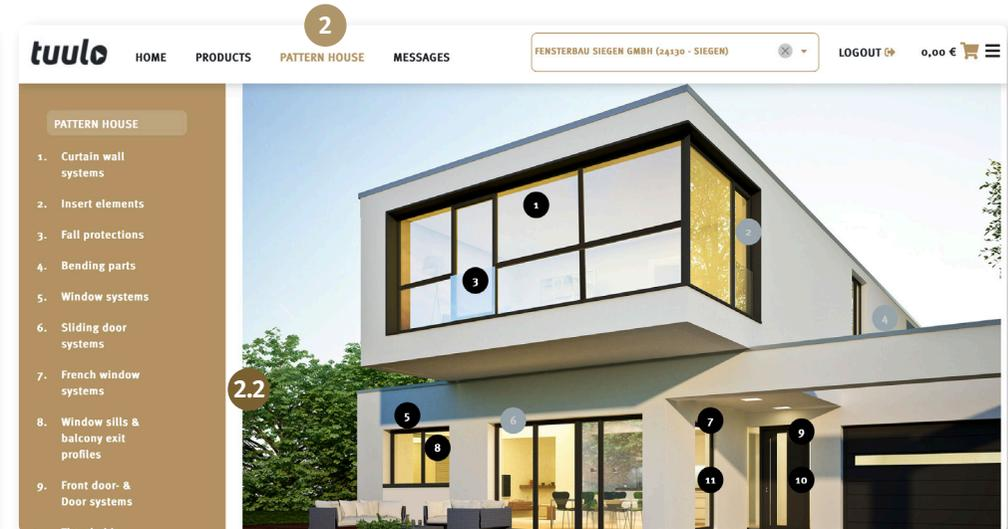 2
tuulo
HOME
PRODUCTS
PATTERN HOUSE
MESSAGES
FENSTERBAU SIEGEN GMBH (24130 - SIEGEN)
LOGOUT
0,00 €
PATTERN HOUSE
1. Curtain wall
systems
2. Insert elements
3. Fall protections
4. Bending parts
5. Window systems
6. Sliding door
systems
7. French window
systems
8. Window sills &
balcony exit
profiles
9. Front door- &
Door systems
2.2
1
2
3
4
5
6
7
8
9
11
10